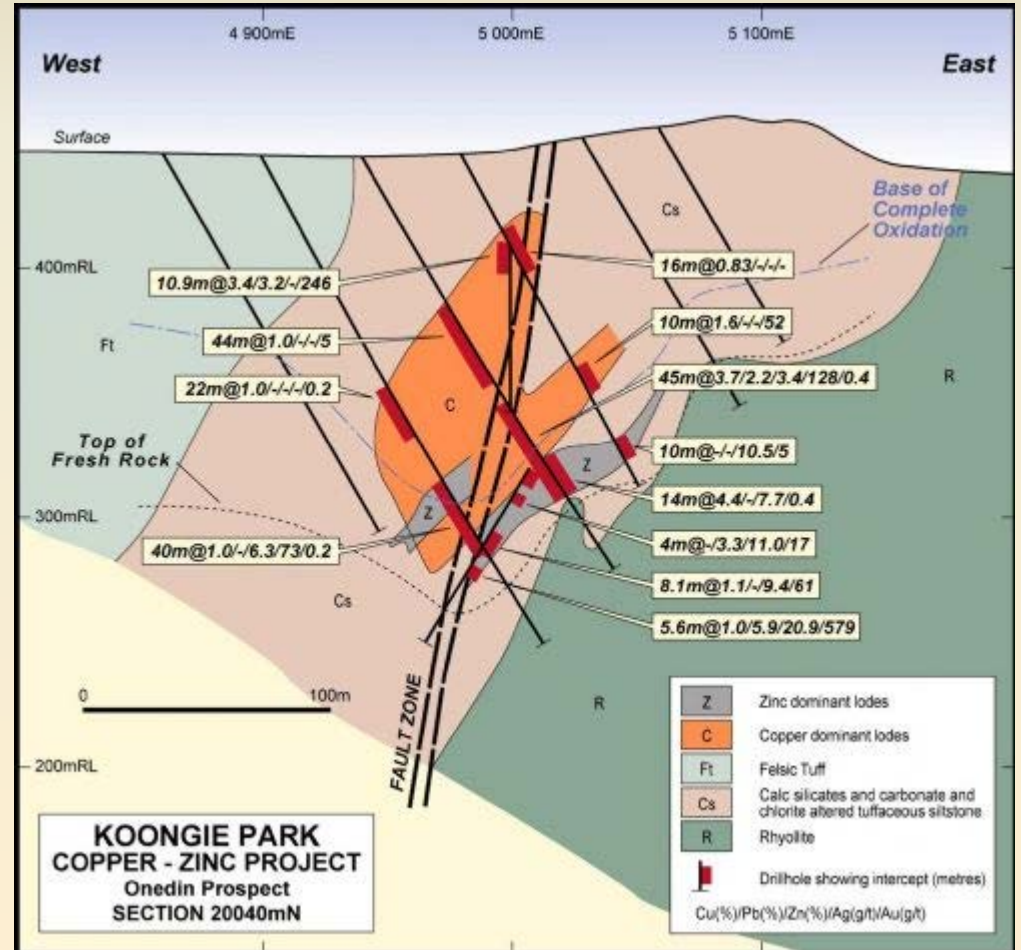 4 900mE
5 000mE
5 100mE
West
East
Surface
Base of
Complete
Oxidation
Cs
400mRL
16m@0.83/-/-/-
10.9m@3.4/3.2/-/246
10m@1.6/-/-/52
44m@1.0/-/-/5
Ft
45m@3.7/2.2/3.4/128/0.4
22m@1.0/-/-/-/0.2
R
C
Top of
Fresh Rock
10m@-/-/10.5/5
Z
14m@4.4/-/7.7/0.4
300mRL
Z
4m@-/3.3/11.0/17
40m@1.0/-/6.3/73/0.2
8.1m@1.1/-/9.4/61
Cs
5.6m@1.0/5.9/20.9/579
0
100m
FAULT ZONE
R
200mRL
Z Zinc dominant lodes
C Copper dominant lodes
Ft Felsic Tuff
Cs Calc silicates and carbonate and
chlorite altered tuffaceous siltstone
R Rhyollite
Drillhole showing intercept (metres)
Cu(%)/Pb(%)/Zn(%)/Ag(g/t)/Au(g/t)
KOONGIE PARK
COPPER - ZINC PROJECT
Onedin Prospect
SECTION 20040mN